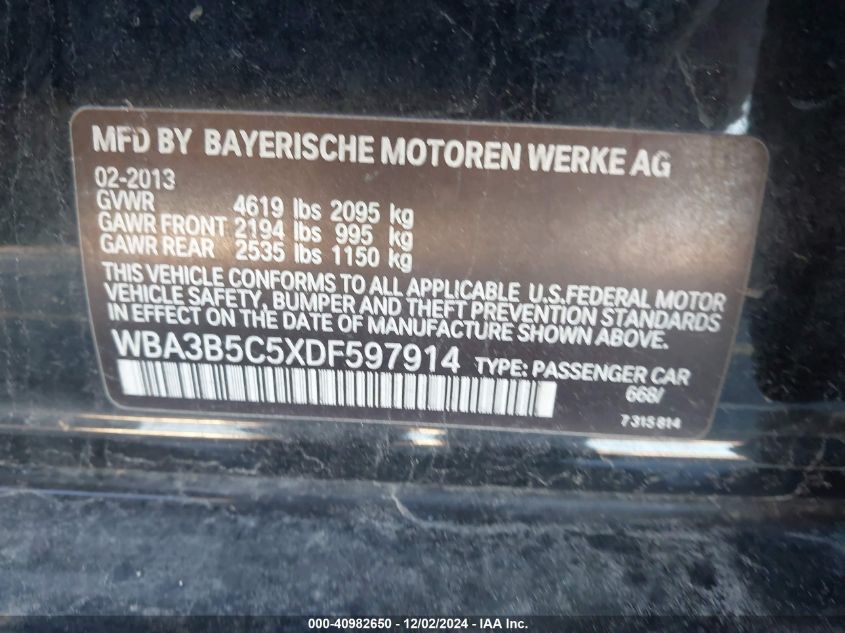 MFD BY BAYERISCHE MOTOREN WERKE AG
02-2013
GVWR 4619 lbs 2095 kg
GAWR FRONT 2194 lbs 995 kg
GAWR REAR 2535 lbs 1150 kg
THIS VEHICLE CONFORMS TO ALL APPLICABLE U.S.FEDERAL MOTOR
VEHICLE SAFETY, BUMPER AND THEFT PREVENTION STANDARDS
IN EFFECT ON THE DATE OF MANUFACTURE SHOWN ABOVE.
WBA3B5C5XDF597914 TYPE: PASSENGER CAR
668/
7315814
000-40982650 - 12/02/2024 - IAA Inc.